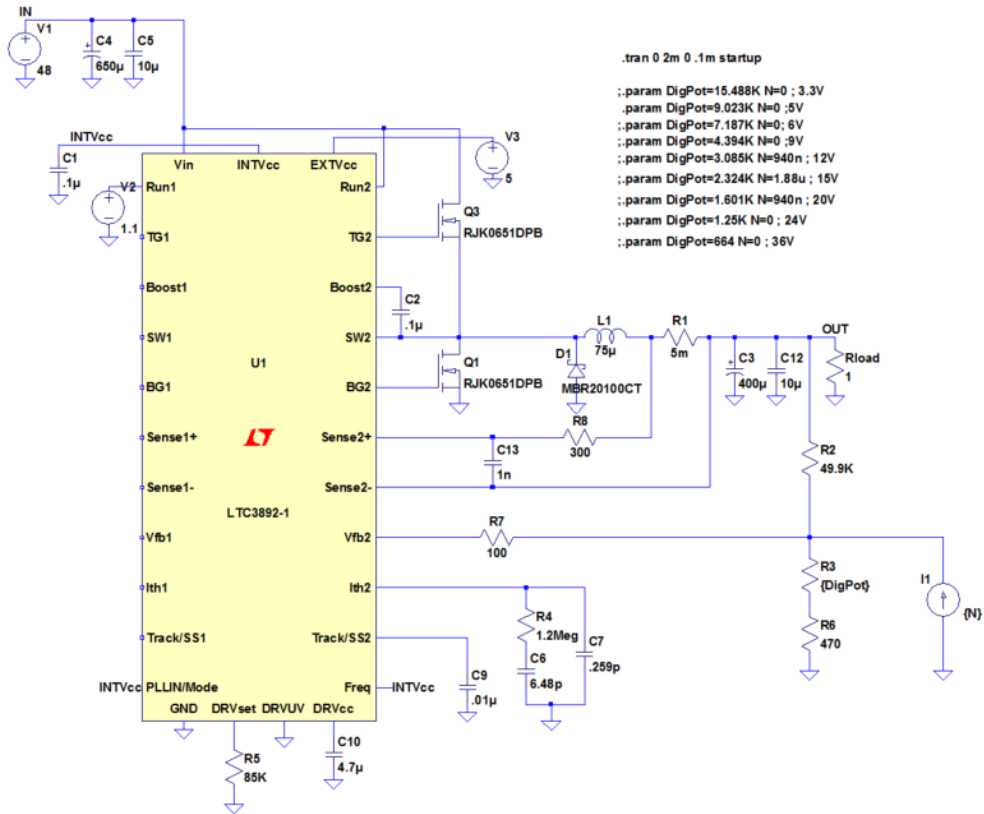 IN
V1
48
C4
650µ
C5
10µ
.tran 0 2m 0 .1m startup
;.param DigPot=15.488K N=0 ; 3.3V
.param DigPot=9.023K N=0 ;5V
;.param DigPot=7.187K N=0; 6V
;.param DigPot=4.394K N=0 ;9V
;.param DigPot=3.085K N=940n ; 12V
;.param DigPot=2.324K N=1.88u ; 15V
;.param DigPot=1.601K N=940n ; 20V
;.param DigPot=1.25K N=0 ; 24V
;.param DigPot=664 N=0 ; 36V
INTVcc
C1
.1µ
V2
1.1
V3
5
Vin
INTVcc
EXTVcc
Run1
Run2
TG1
TG2
Boost1
Boost2
SW1
SW2
U1
BG1
BG2
Sense1+
Sense2+
Sense1-
Sense2-
LTC3892-1
Vfb1
Vfb2
Ith1
Ith2
Track/SS1
Track/SS2
INTVcc
PLLIN/Mode
Freq
INTVcc
GND
DRVset
DRVUV
DRVcc
Q3
RJK0651DPB
C2
.1µ
Q1
RJK0651DPB
D1
MBR20100CT
L1
75µ
R1
5m
C3
400µ
C12
10µ
OUT
Rload
1
R8
300
C13
1n
R2
49.9K
R7
100
R3
{DigPot}
R6
470
I1
{N}
R4
1.2Meg
C6
6.48p
C7
.259p
C9
.01µ
R5
85K
C10
4.7µ